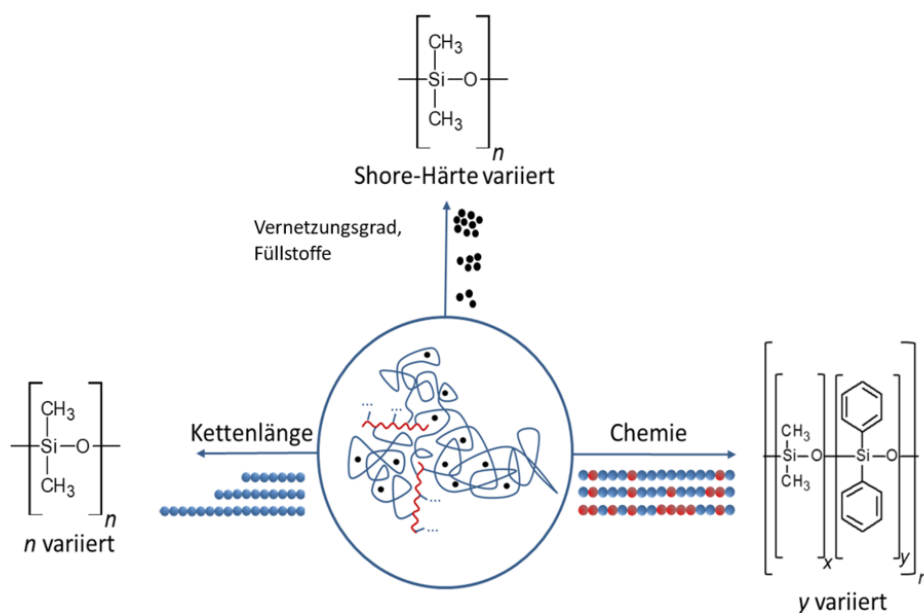 CH₃
Si
O
CH₃
n
Shore-Härte variiert
Vernetzungsgrad,
Füllstoffe
CH₃
Si
O
CH₃
n
n variiert
Kettenlänge
...
...
...
...
Chemie
CH₃
Si
O
CH₃
x
Si
O
y
n
y variiert